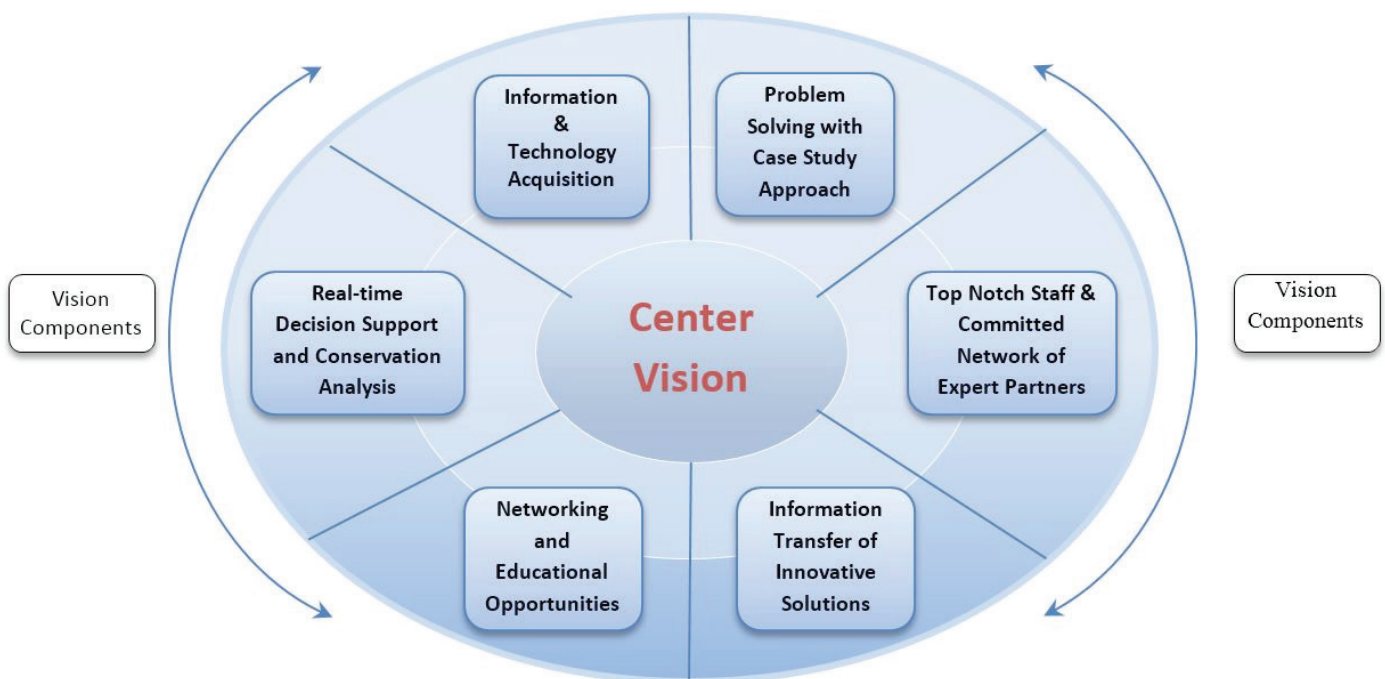 Information
&
Technology
Acquisition
Problem
Solving with
Case Study
Approach
Vision
Components
Real-time
Decision Support
and Conservation
Analysis
Center
Vision
Top Notch Staff &
Committed
Network of
Expert Partners
Vision
Components
Networking
and
Educational
Opportunities
Information
Transfer of
Innovative
Solutions